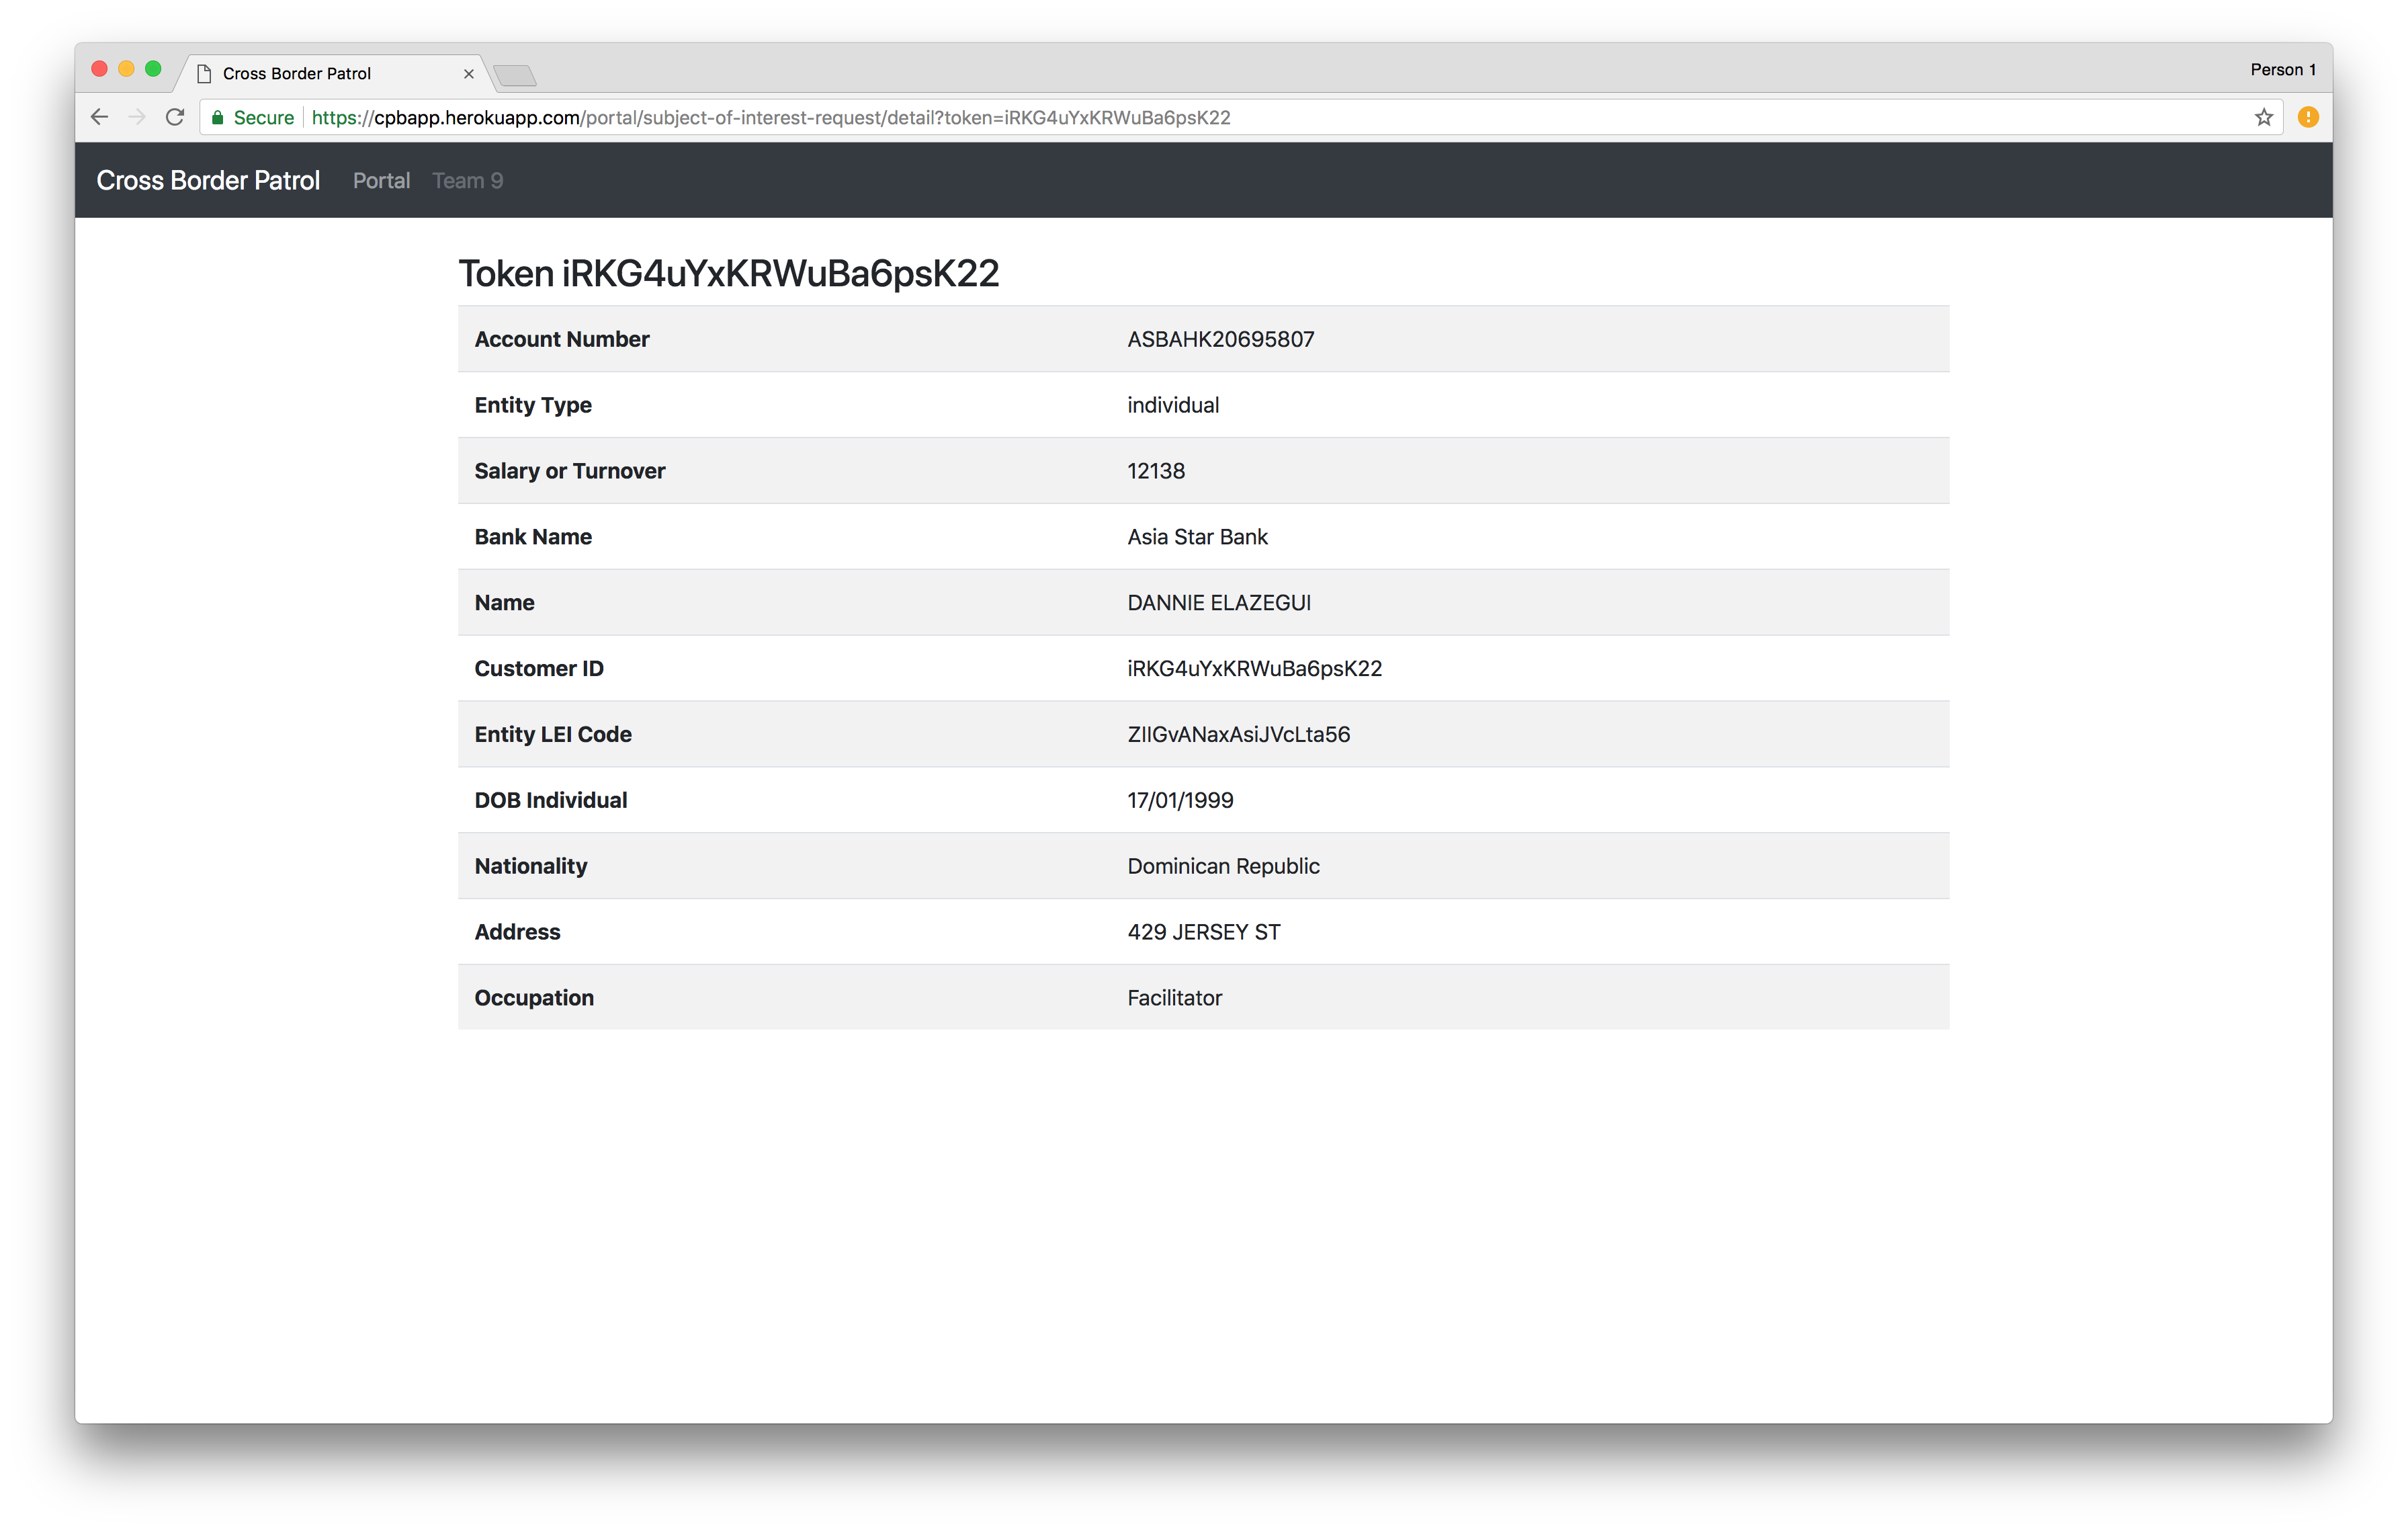 Cross Border Patrol
Person 1
Secure https://cpbapp.herokuapp.com/portal/subject-of-interest-request/detail?token=iRKG4uYxKRWuBa6psK22
Cross Border Patrol Portal Team 9
Token iRKG4uYxKRWuBa6psK22
Account Number ASBAHK20695807
Entity Type individual
Salary or Turnover 12138
Bank Name Asia Star Bank
Name DANNIE ELAZEGUI
Customer ID iRKG4uYxKRWuBa6psK22
Entity LEI Code ZIIGvANaxAsiJVcLta56
DOB Individual 17/01/1999
Nationality Dominican Republic
Address 429 JERSEY ST
Occupation Facilitator